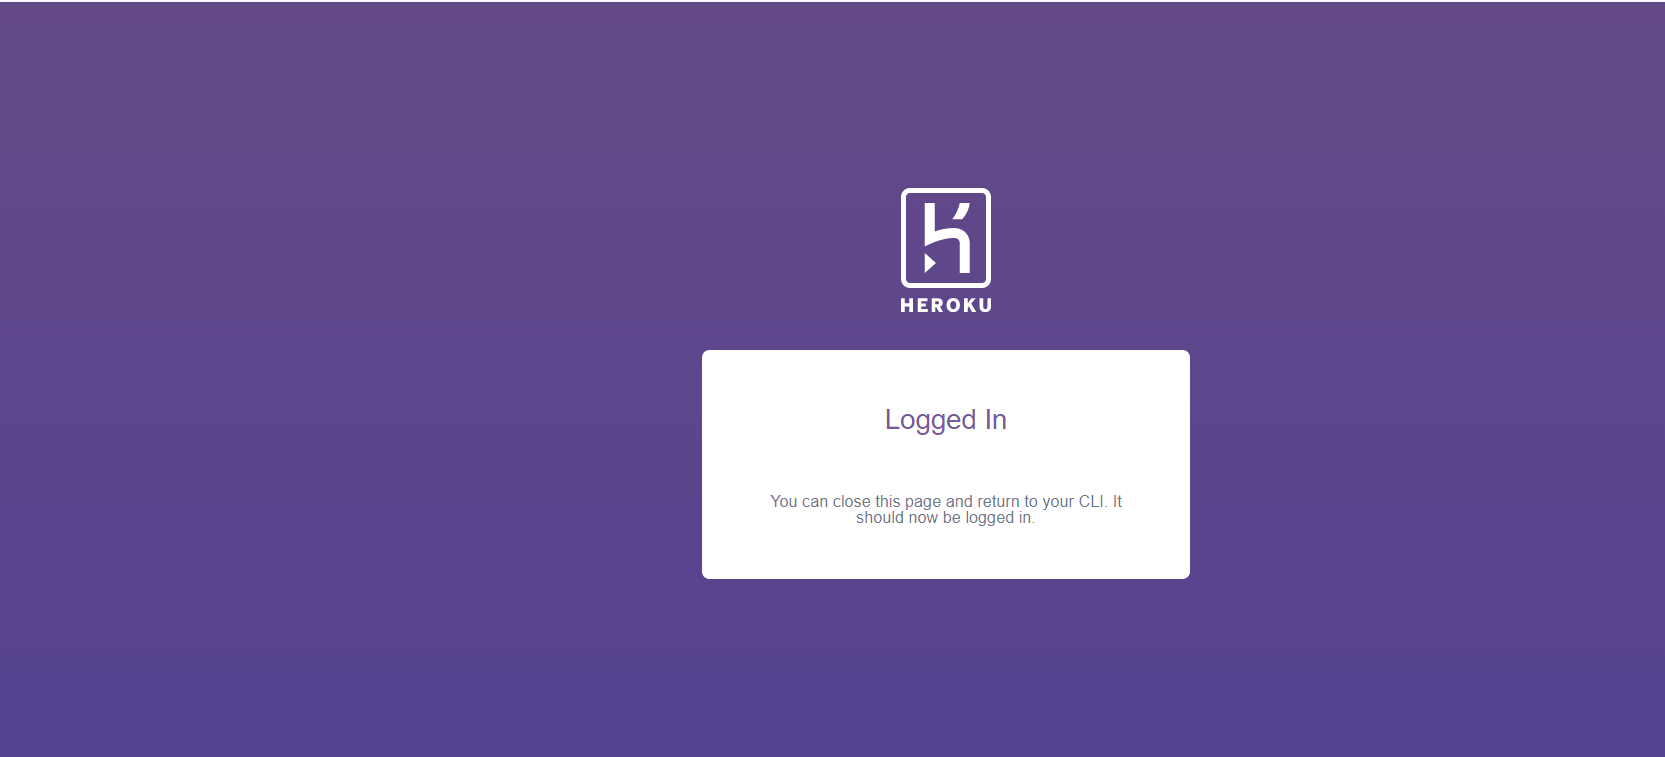 HEROKU
Logged In
You can close this page and return to your CLI. It
should now be logged in.